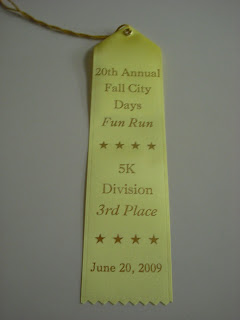 20th Annual
Fall City
Days
Fun Run
★ ★ ★ ★
5K
Division
3rd Place
★ ★ ★ ★
June 20, 2009